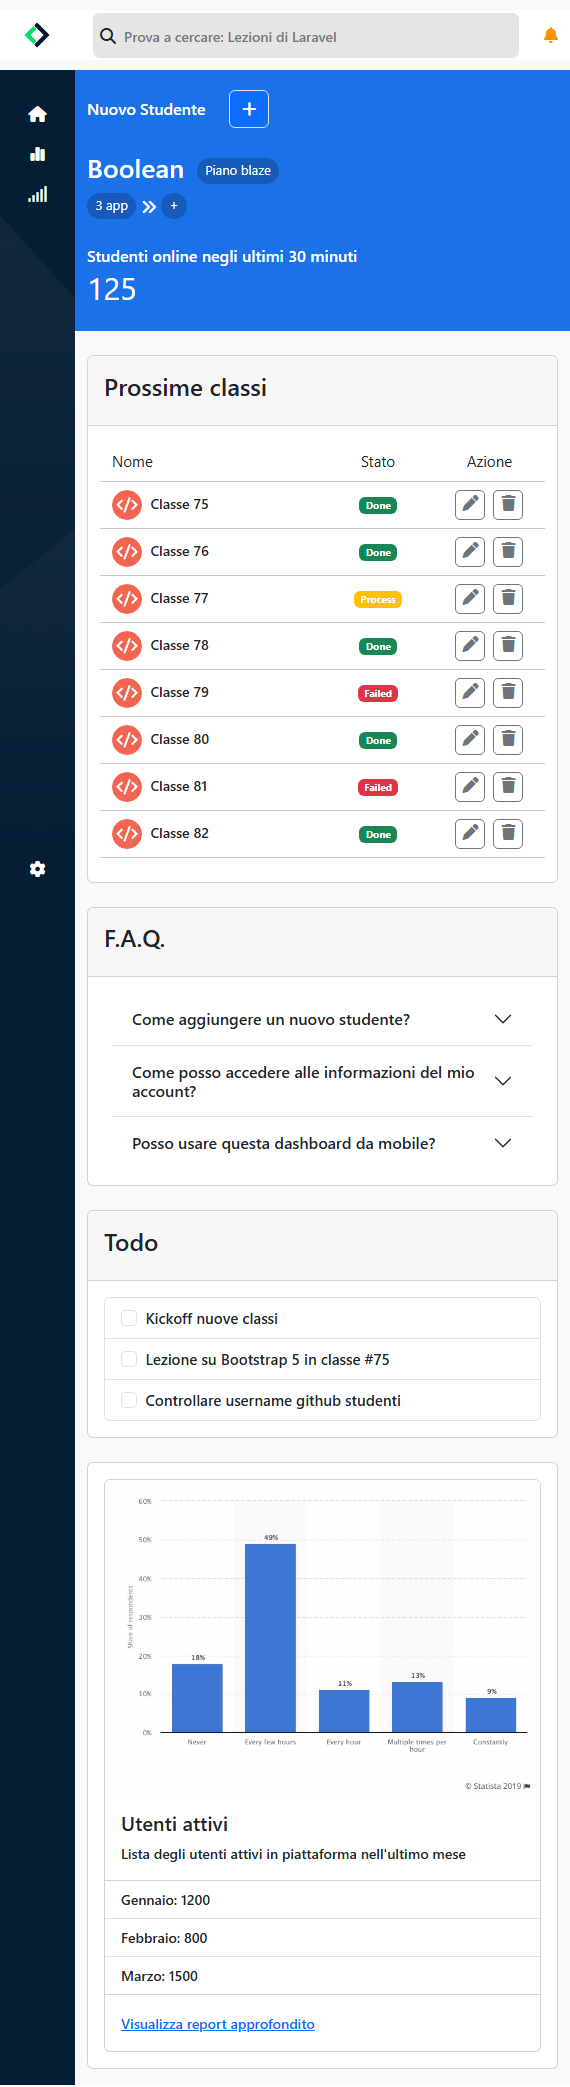 Prova a cercare: Lezioni di Laravel
Nuovo Studente
Boolean Piano blaze
3 app +
Studenti online negli ultimi 30 minuti
125
Prossime classi
Nome Stato Azione
Classe 75 Done
Classe 76 Done
Classe 77 Process
Classe 78 Done
Classe 79 Failed
Classe 80 Done
Classe 81 Failed
Classe 82 Done
F.A.Q.
Come aggiungere un nuovo studente?
Come posso accedere alle informazioni del mio
account?
Posso usare questa dashboard da mobile?
Todo
Kickoff nuove classi
Lezione su Bootstrap 5 in classe #75
Controllare username github studenti
Share of respondents
60%
50%
40%
30%
20%
10%
0%
18%
49%
11%
13%
9%
Never
Every few hours
Every hour
Multiple times per
hour
Constantly
© Statista 2019
Utenti attivi
Lista degli utenti attivi in piattaforma nell'ultimo mese
Gennaio: 1200
Febbraio: 800
Marzo: 1500
Visualizza report approfondito